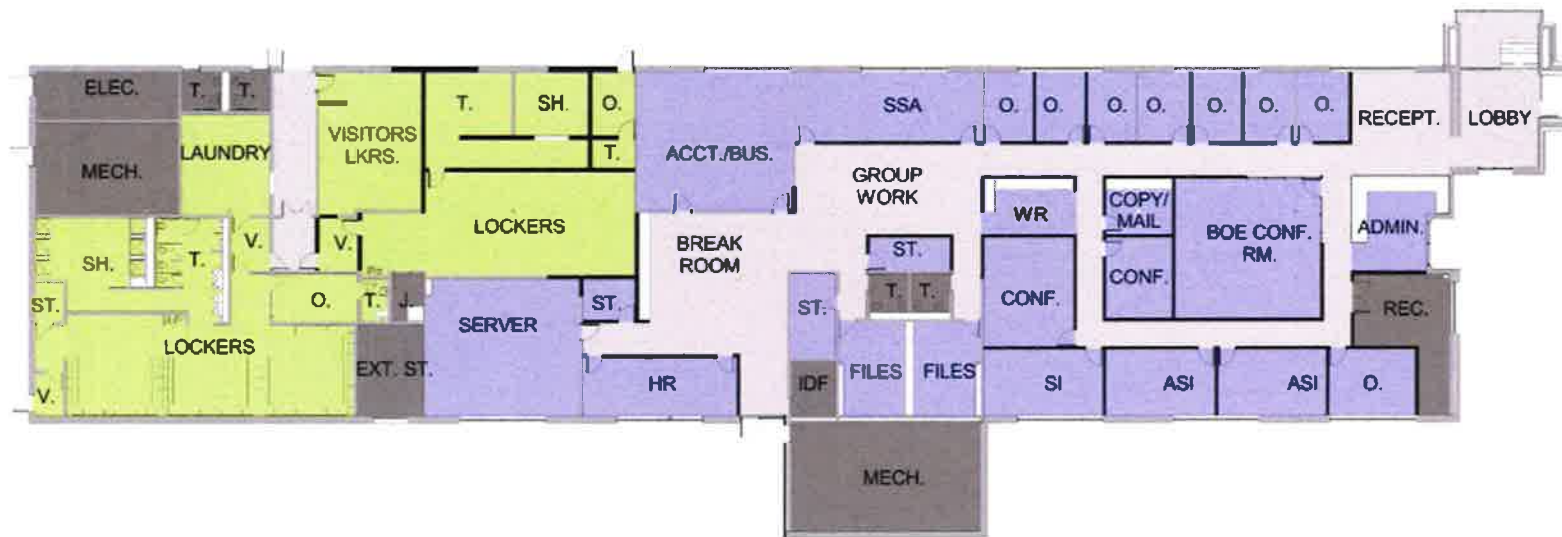 ELEC.
T.
T.
MECH.
LAUNDRY
VISITORS
LKRS.
T.
SH.
O.
T.
ACCT./BUS.
SSA
O.
O.
O.
O.
O.
O.
O.
RECEPT.
LOBBY
GROUP
WORK
LOCKERS
V.
V.
SH.
T.
ST.
O.
T.
J.
LOCKERS
V.
EXT. ST.
SERVER
ST.
BREAK
ROOM
HR
ST.
IDF
ST.
T.
T.
FILES
FILES
WR
CONF.
COPY/
MAIL
CONF.
BOE CONF.
RM.
ADMIN.
REC.
SI
ASI
ASI
O.
MECH.